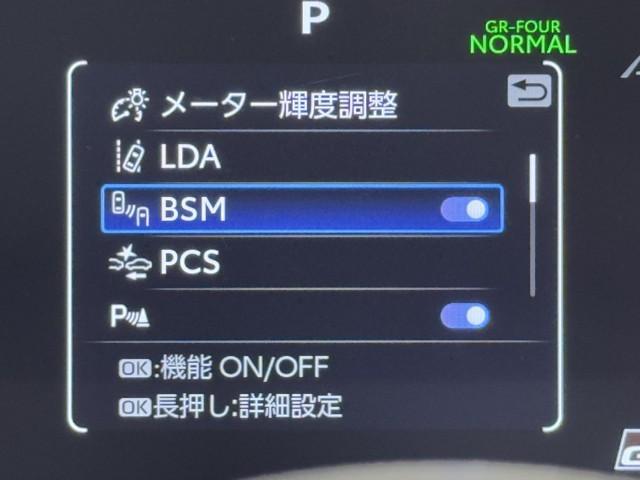 P
GR-FOUR
NORMAL
メーター輝度調整
LDA
BSM
PCS
P
OK:機能 ON/OFF
OK長押し:詳細設定